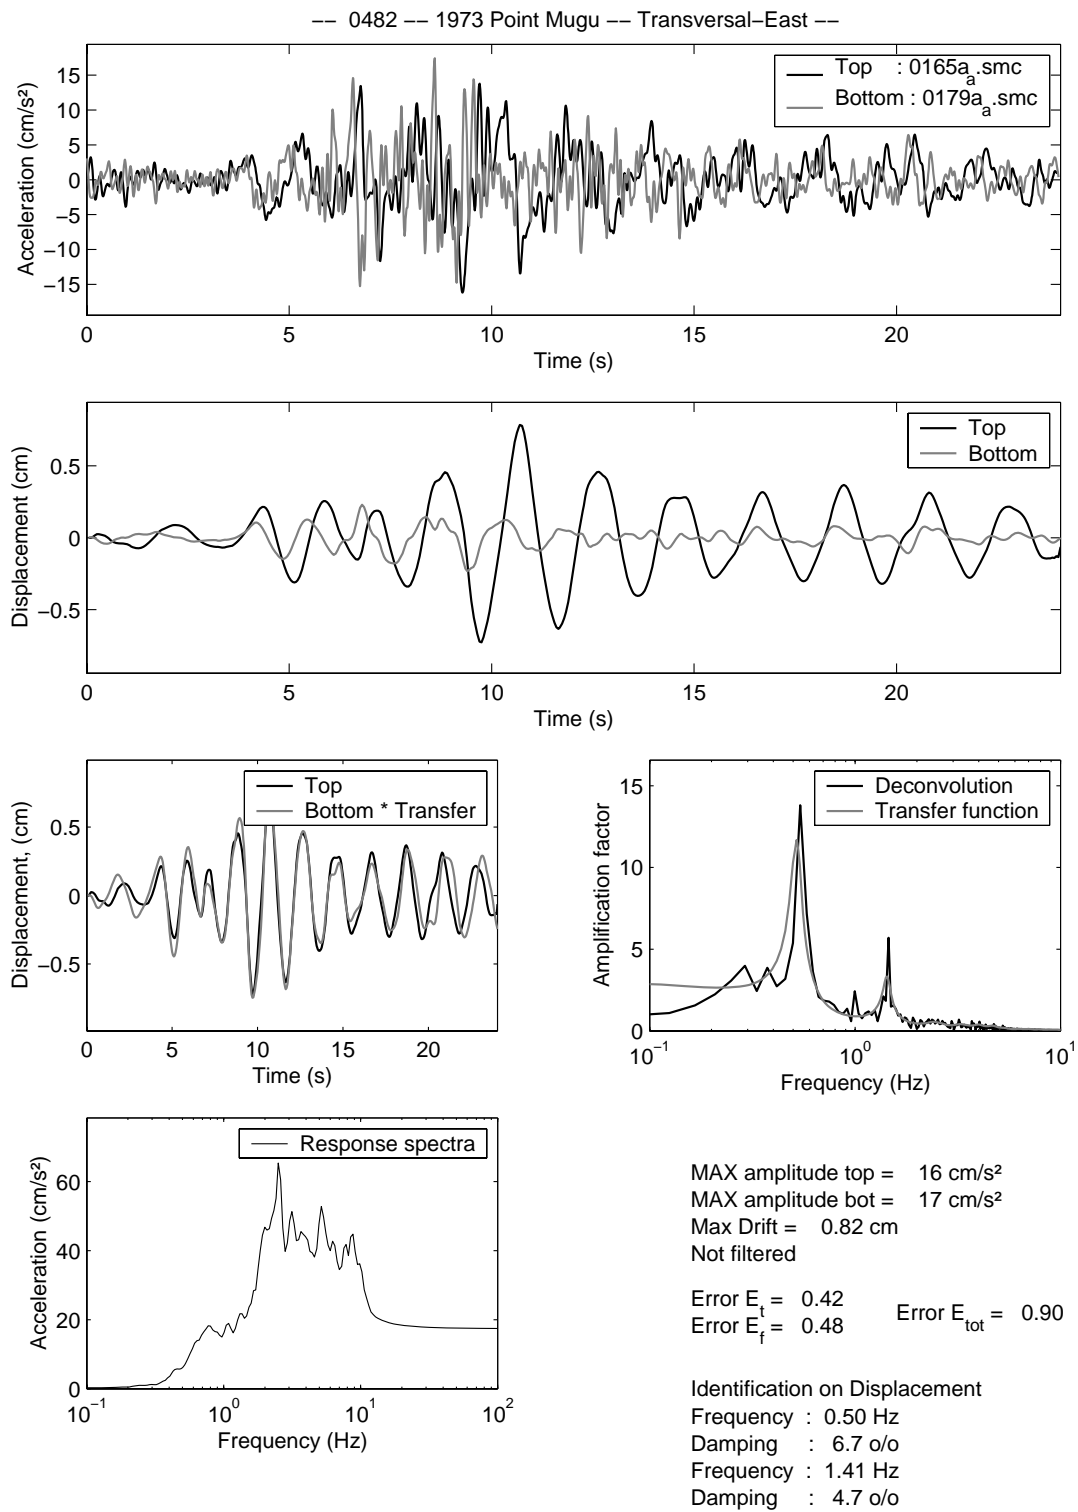 −− 0482 −− 1973 Point Mugu −− Transversal−East −−
Top : 0165a_a.smc
Bottom : 0179a_a.smc
Acceleration (cm/s²)
15
10
5
0
−5
−10
−15
0 5 10 15 20
Time (s)
Top
Bottom
Displacement (cm)
0.5
0
−0.5
0 5 10 15 20
Time (s)
Top
Bottom * Transfer
Displacement, (cm)
0.5
0
−0.5
0 5 10 15 20
Time (s)
Deconvolution
Transfer function
Amplification factor
15
10
5
0
10^−1 10^0 10^1
Frequency (Hz)
Response spectra
Acceleration (cm/s²)
60
40
20
0
10^−1 10^0 10^1 10^2
Frequency (Hz)
MAX amplitude top = 16 cm/s²
MAX amplitude bot = 17 cm/s²
Max Drift = 0.82 cm
Not filtered
Error E_t = 0.42
Error E_f = 0.48
Error E_tot = 0.90
Identification on Displacement
Frequency : 0.50 Hz
Damping : 6.7 o/o
Frequency : 1.41 Hz
Damping : 4.7 o/o